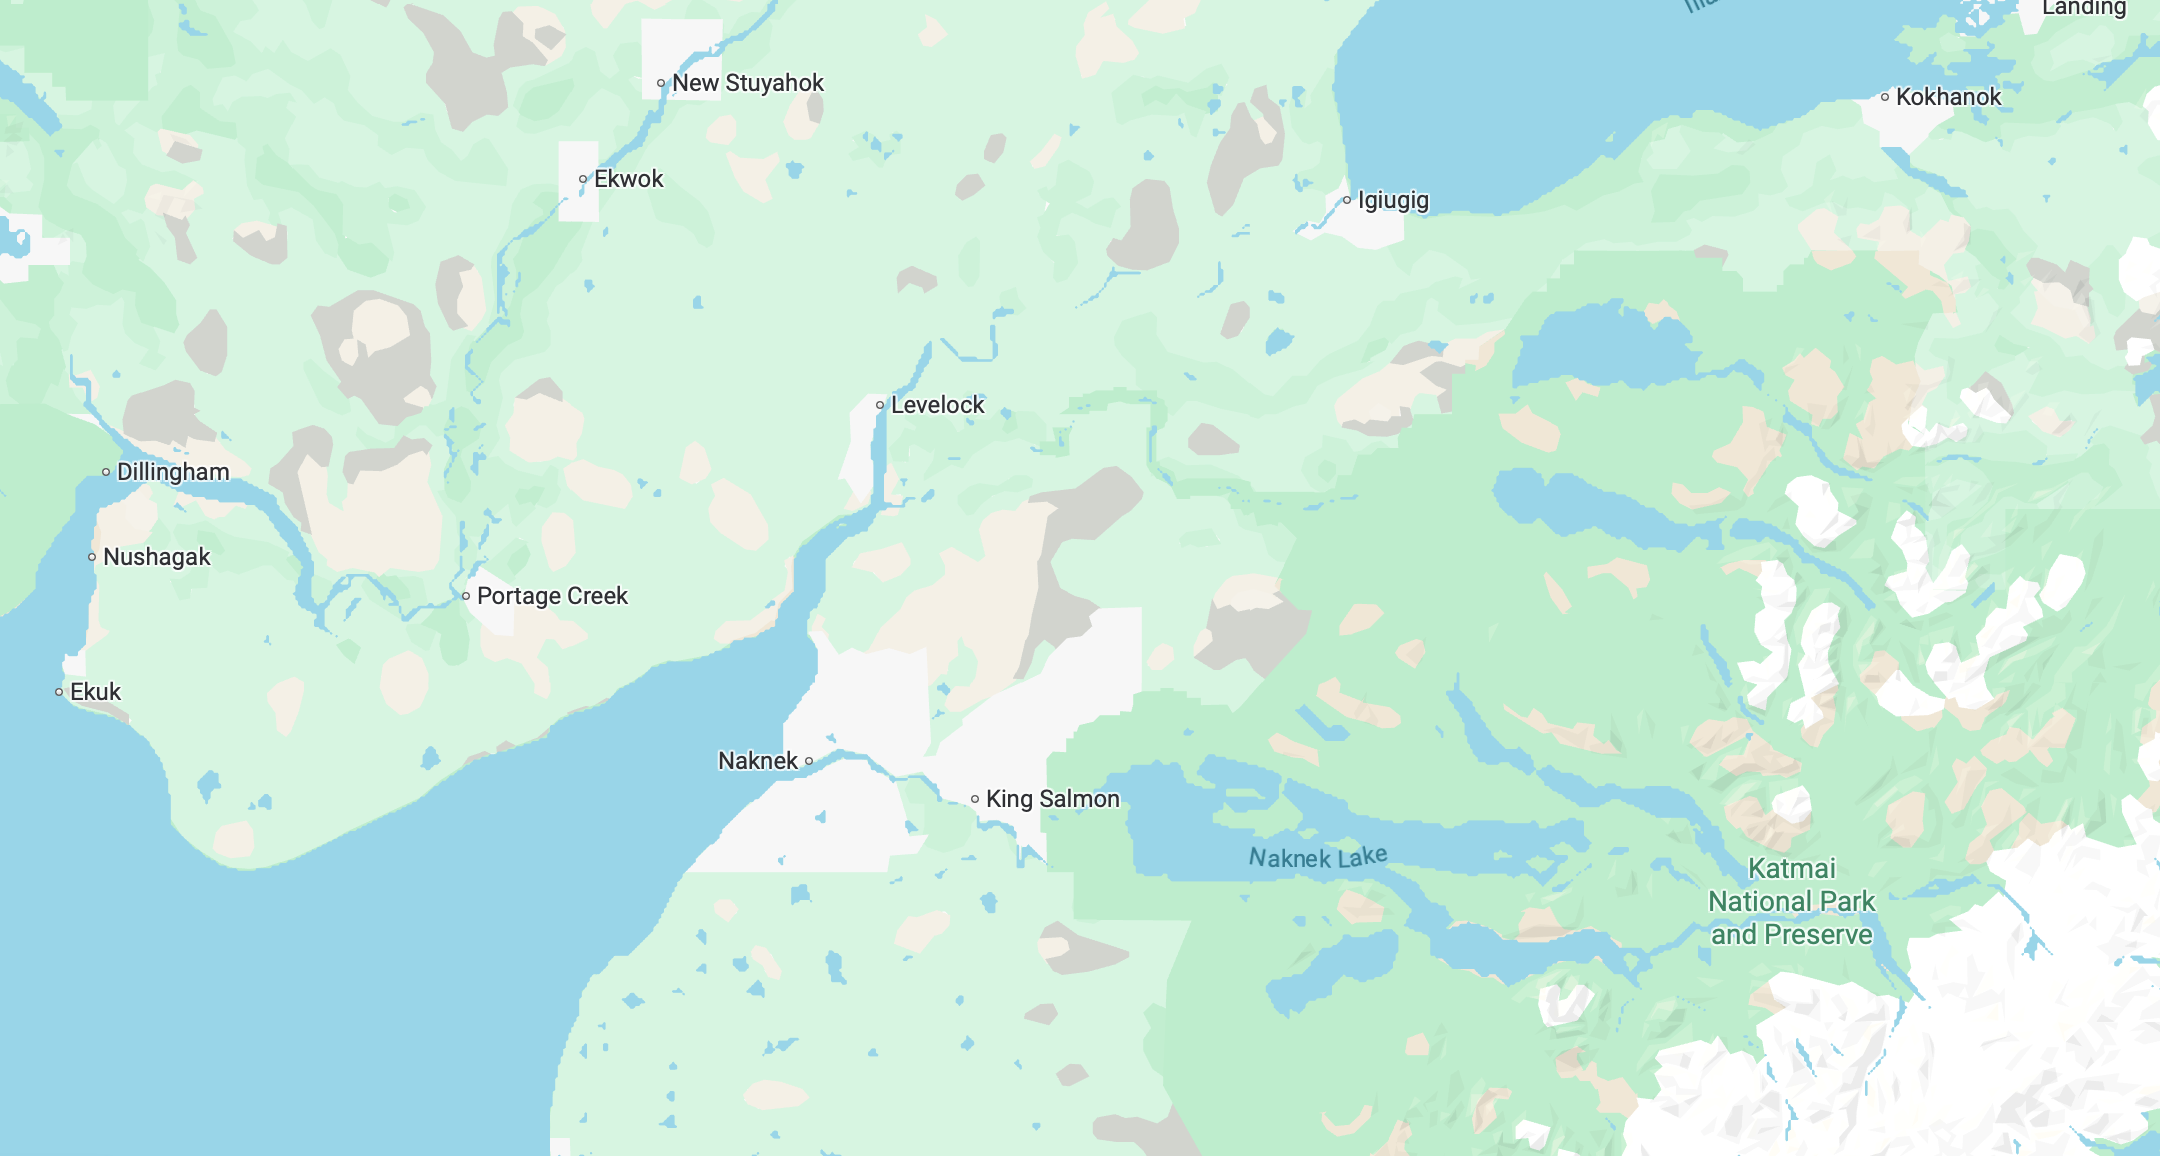 Landing
New Stuyahok
Kokhanok
Ekwok
Igiugig
Levelock
Dillingham
Nushagak
Portage Creek
Ekuk
Naknek
King Salmon
Naknek Lake
Katmai
National Park
and Preserve